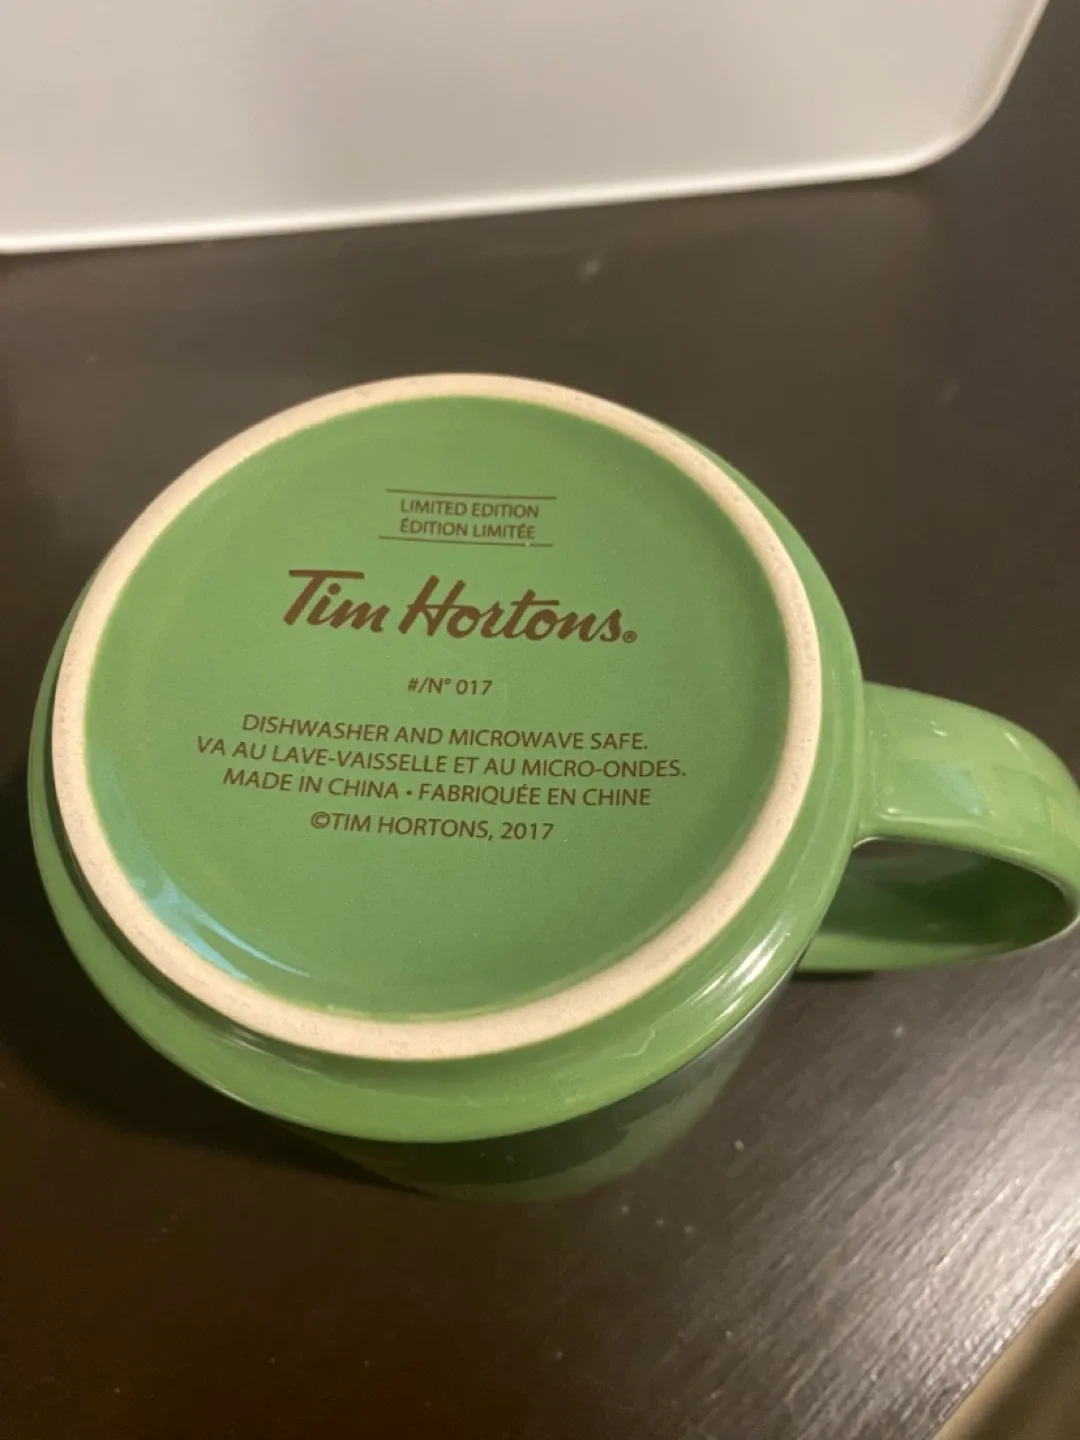 LIMITED EDITION
ÉDITION LIMITÉE
Tim Hortons®
#/N° 017
DISHWASHER AND MICROWAVE SAFE.
VA AU LAVE-VAISSELLE ET AU MICRO-ONDES.
MADE IN CHINA • FABRIQUÉE EN CHINE
©TIM HORTONS, 2017